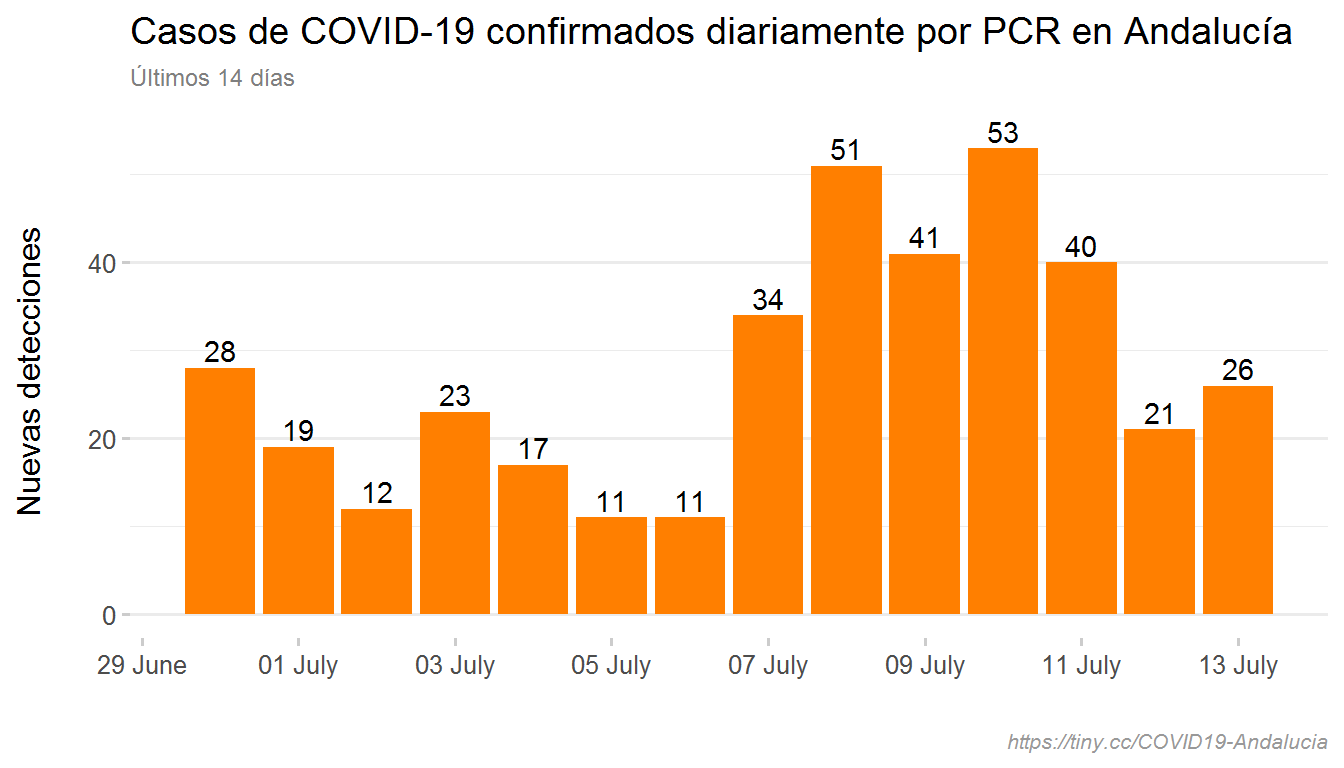 Casos de COVID-19 confirmados diariamente por PCR en Andalucía
Últimos 14 días
Nuevas detecciones
40
20
0
28
19
12
23
17
11
11
34
51
41
53
40
21
26
29 June
01 July
03 July
05 July
07 July
09 July
11 July
13 July
https://tiny.cc/COVID19-Andalucia